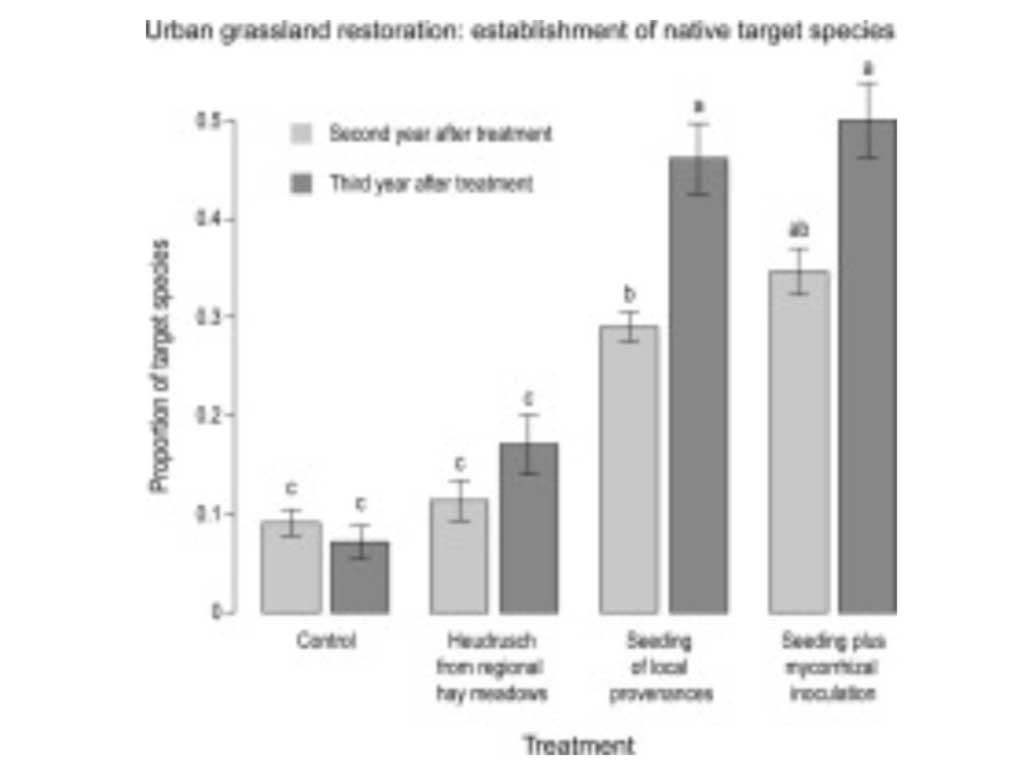 Urban grassland restoration: establishment of native target species
a
a
0.5
Second year after treatment
Third year after treatment
0.4
ab
b
0.3
Proportion of target species
c
0.2
c
c
c
0.1
0
Control
Heudrusch
from regional
hay meadows
Seeding
of local
provenances
Seeding plus
mycorrhizal
inoculation
Treatment